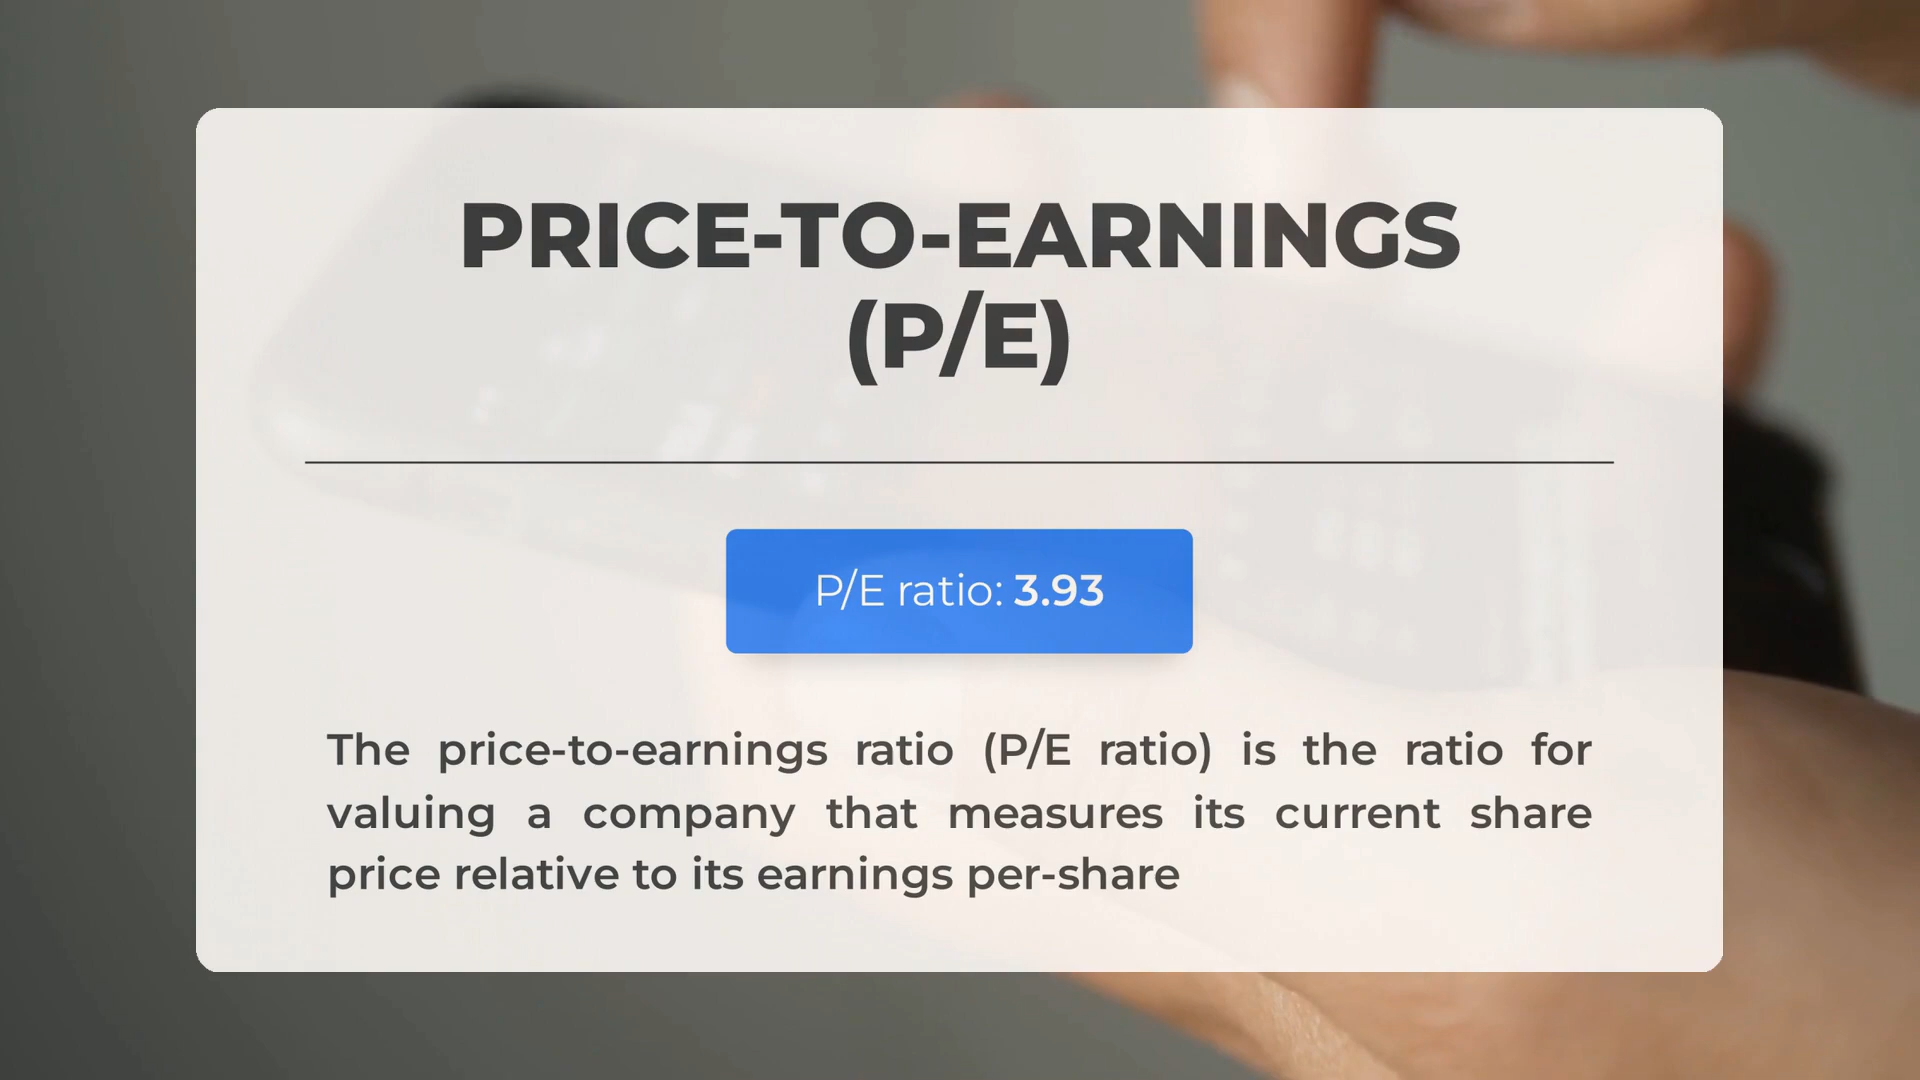 PRICE-TO-EARNINGS
(P/E)
P/E ratio: 3.93
The price-to-earnings ratio (P/E ratio) is the ratio for
valuing a company that measures its current share
price relative to its earnings per-share